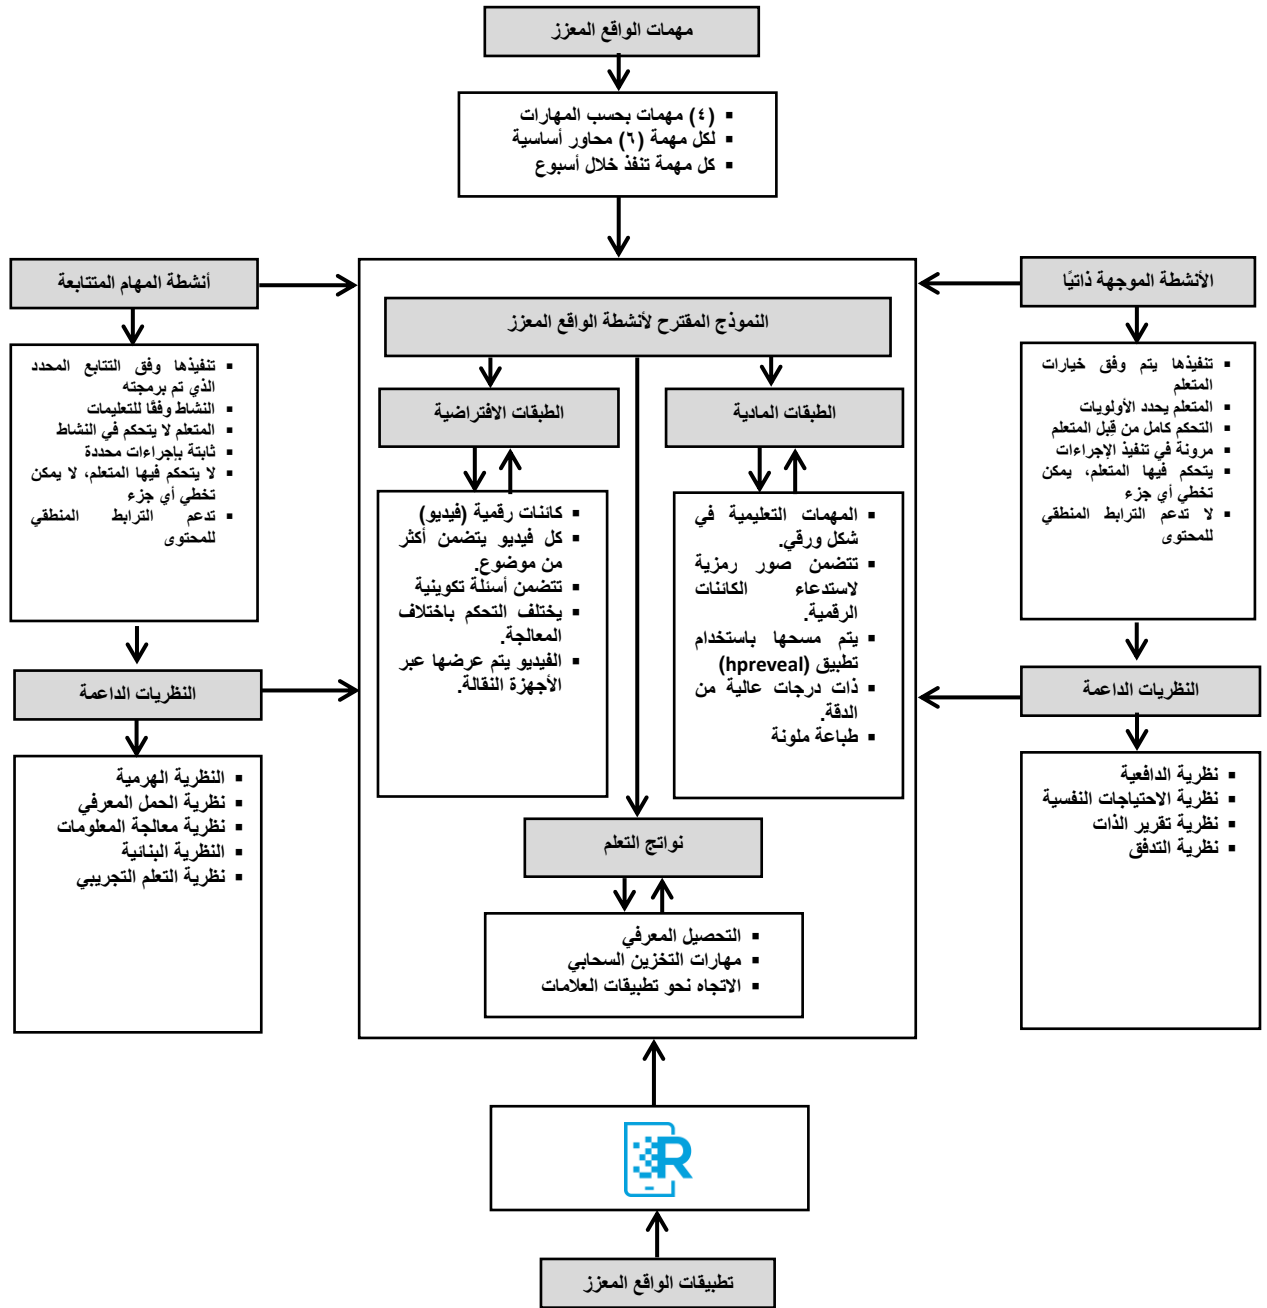 مهمات الواقع المعزز
▪ (٤) مهمات بحسب المهارات
▪ لكل مهمة (٦) محاور أساسية
▪ كل مهمة تنفذ خلال أسبوع
الأنشطة الموجهة ذاتيًا
▪ تنفيذها يتم وفق خيارات
المتعلم
▪ المتعلم يحدد الأولويات
▪ التحكم كامل من قِبل المتعلم
▪ مرونة في تنفيذ الإجراءات
▪ يتحكم فيها المتعلم، يمكن
تخطي أي جزء
▪ لا تدعم الترابط المنطقي
للمحتوى
النظريات الداعمة
▪ نظرية الدافعية
▪ نظرية الاحتياجات النفسية
▪ نظرية تقرير الذات
▪ نظرية التدفق
النموذج المقترح لأنشطة الواقع المعزز
الطبقات المادية
▪ المهمات التعليمية في
شكل ورقي.
▪ تتضمن صور رمزية
لاستدعاء الكائنات
الرقمية.
▪ يتم مسحها باستخدام
تطبيق (hpreveal)
▪ ذات درجات عالية من
الدقة.
▪ طباعة ملونة
الطبقات الافتراضية
▪ كائنات رقمية (فيديو)
▪ كل فيديو يتضمن أكثر
من موضوع.
▪ تتضمن أسئلة تكوينية
▪ يختلف التحكم باختلاف
المعالجة.
▪ الفيديو يتم عرضها عبر
الأجهزة النقالة.
نواتج التعلم
▪ التحصيل المعرفي
▪ مهارات التخزين السحابي
▪ الاتجاه نحو تطبيقات العلامات
أنشطة المهام المتتابعة
▪ تنفيذها وفق التتابع المحدد
الذي تم برمجته
▪ النشاط وفقًا للتعليمات
▪ المتعلم لا يتحكم في النشاط
▪ ثابتة بإجراءات محددة
▪ لا يتحكم فيها المتعلم، لا يمكن
تخطي أي جزء
▪ تدعم الترابط المنطقي
للمحتوى
النظريات الداعمة
▪ النظرية الهرمية
▪ نظرية الحمل المعرفي
▪ نظرية معالجة المعلومات
▪ النظرية البنائية
▪ نظرية التعلم التجريبي
R
تطبيقات الواقع المعزز